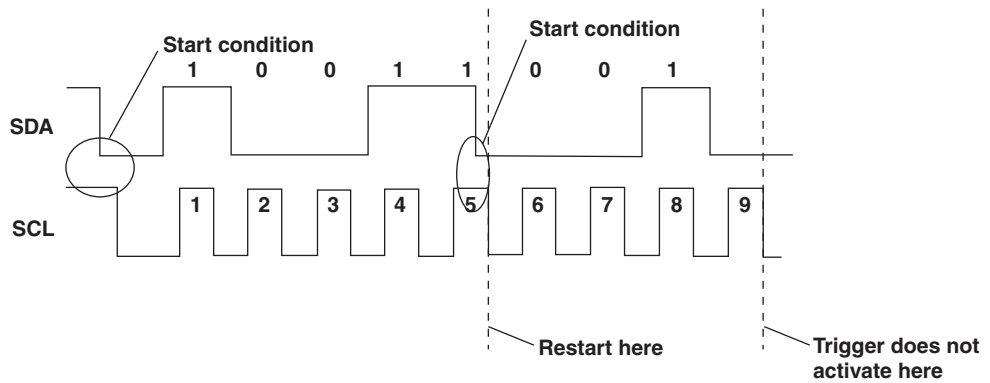 Start condition
Start condition
1 0 0 1 1 0 0 1
SDA
SCL
1 2 3 4 5 6 7 8 9
Restart here
Trigger does not
activate here